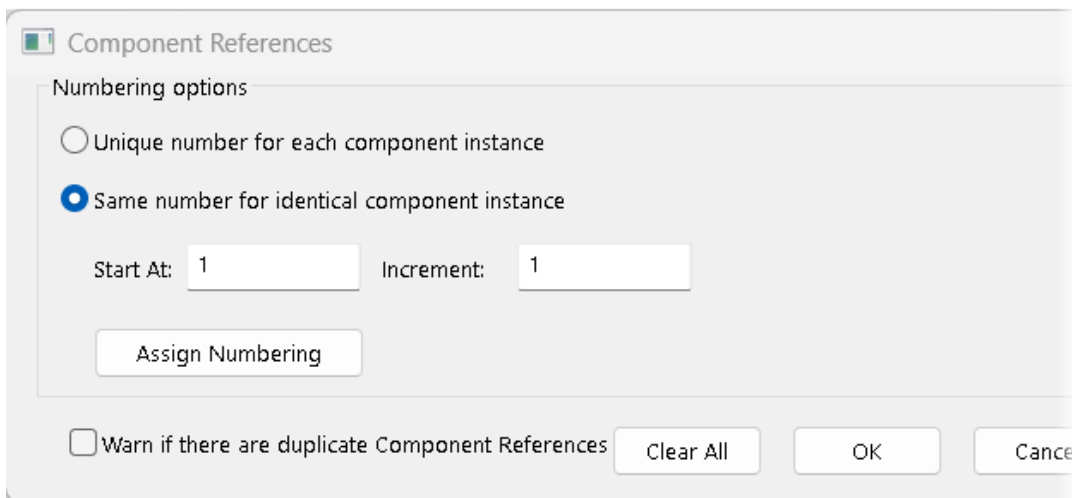 Component References
Numbering options
Unique number for each component instance
Same number for identical component instance
Start At: 1 Increment: 1
Assign Numbering
Warn if there are duplicate Component References Clear All OK Cance